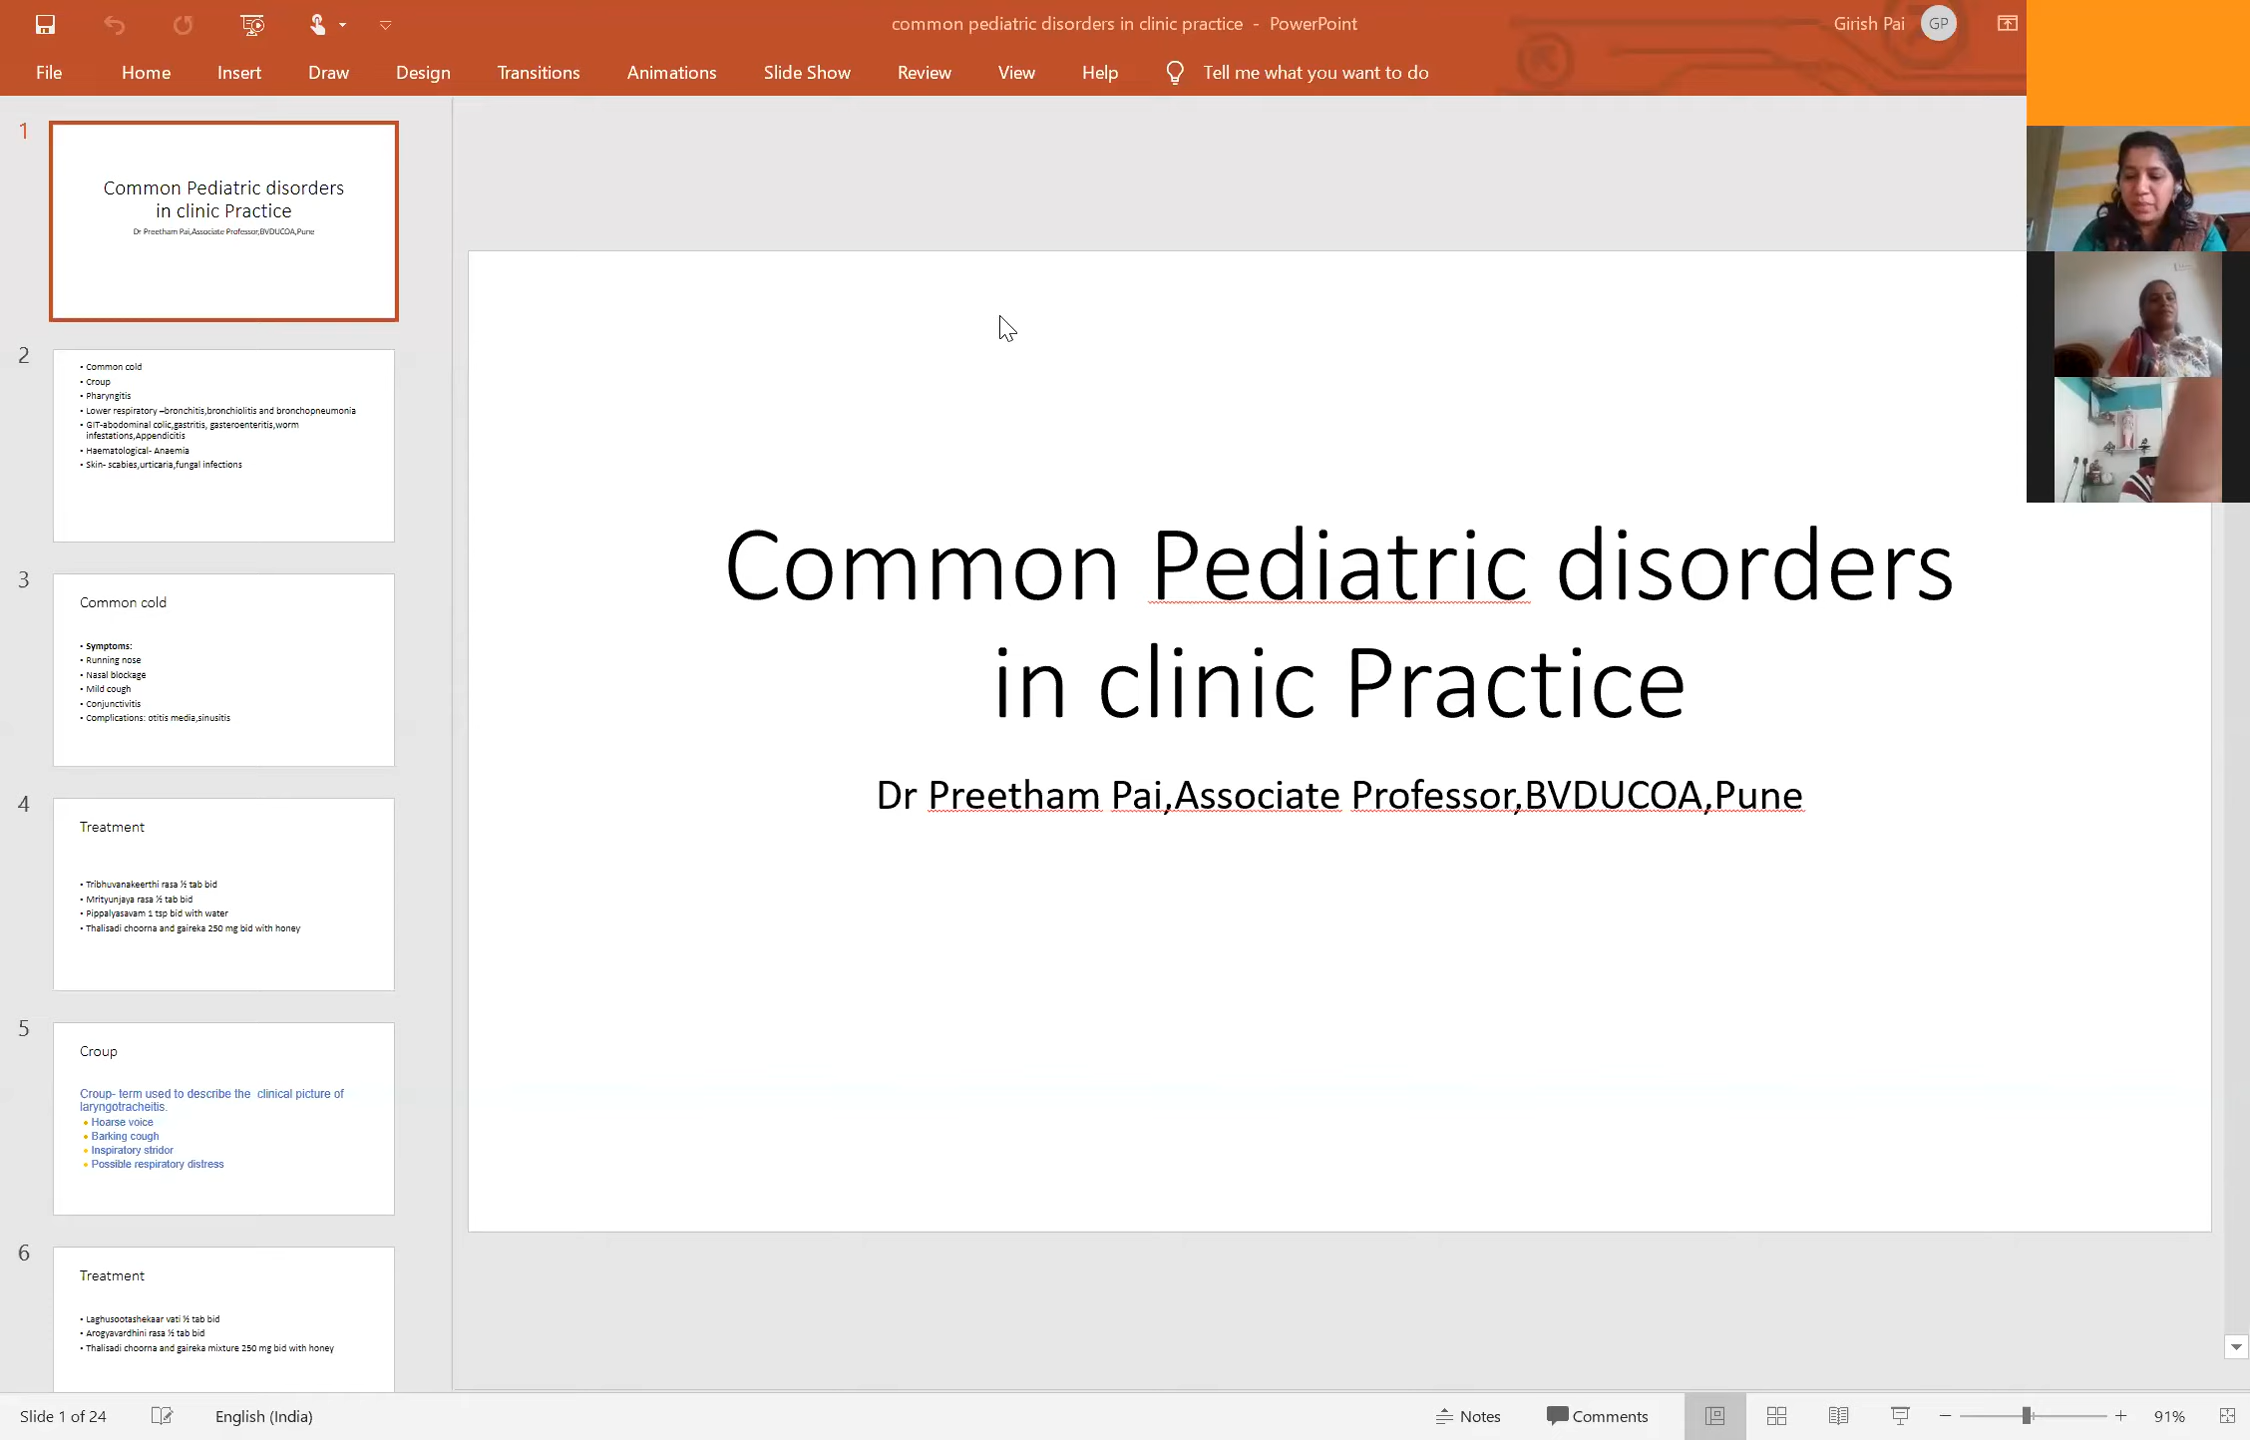 common pediatric disorders in clinic practice - PowerPoint
Girish Pai GP
File Home Insert Draw Design Transitions Animations Slide Show Review View Help Tell me what you want to do
1
Common Pediatric disorders
in clinic Practice
Dr Preetham Pai,Associate Professor,BVDUCOA,Pune
2
• Common cold
• Croup
• Pharyngitis
• Lower respiratory –bronchitis,bronchiolitis and bronchopneumonia
• GIT-abodominal colic,gastritis, gasteroenteritis,worm
infestations,Appendicitis
• Haematological- Anaemia
• Skin- scabies,urticaria,fungal infections
3
Common cold
• Symptoms:
• Running nose
• Nasal blockage
• Mild cough
• Conjunctivitis
• Complications: otitis media,sinusitis
4
Treatment
• Tribhuvanakeerthi rasa ½ tab bid
• Mrityunjaya rasa ½ tab bid
• Pippalyasavam 1 tsp bid with water
• Thalisadi choorna and gaireka 250 mg bid with honey
5
Croup
Croup- term used to describe the clinical picture of
laryngotracheitis.
• Hoarse voice
• Barking cough
• Inspiratory stridor
• Possible respiratory distress
6
Treatment
• Laghusootashekaar vati ½ tab bid
• Arogyavardhini rasa ½ tab bid
• Thalisadi choorna and gaireka mixture 250 mg bid with honey
Common Pediatric disorders
in clinic Practice
Dr Preetham Pai,Associate Professor,BVDUCOA,Pune
Slide 1 of 24 English (India) Notes Comments 91%